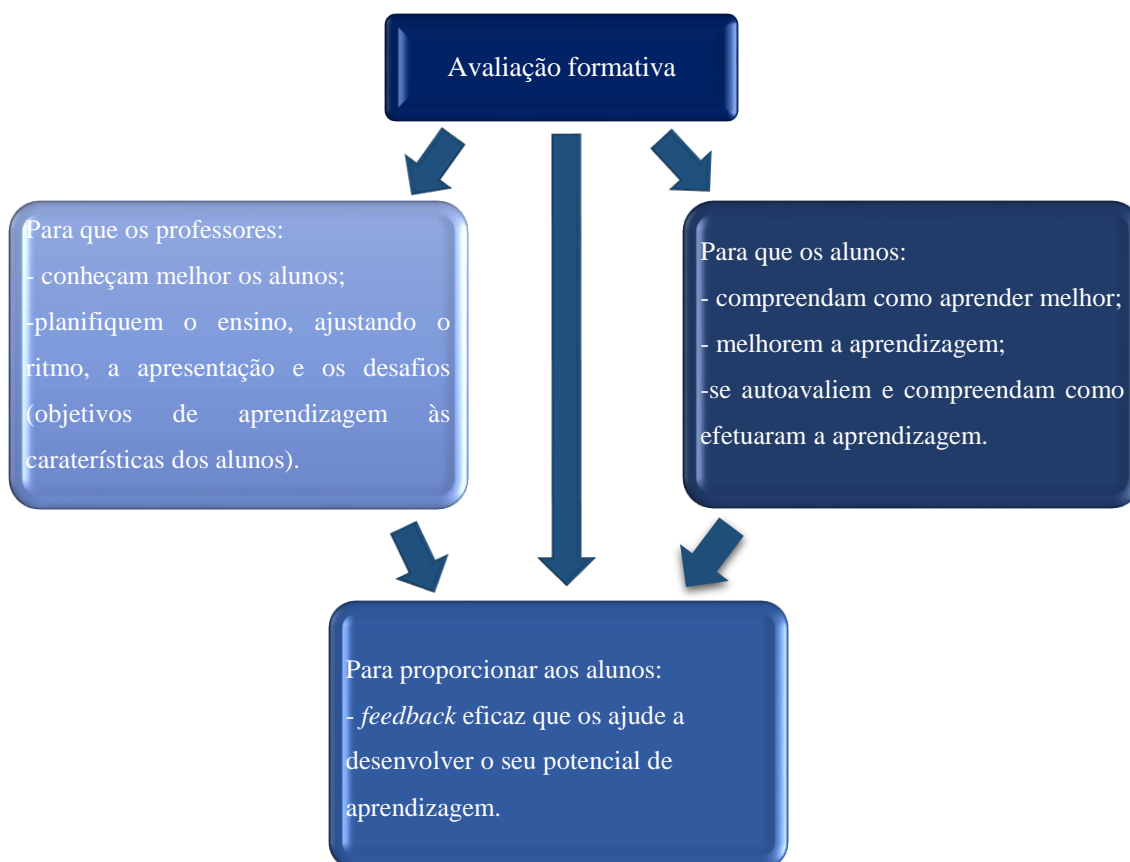 Avaliação formativa
Para que os professores:
- conheçam melhor os alunos;
-planifiquem o ensino, ajustando o
ritmo, a apresentação e os desafios
(objetivos de aprendizagem às
caraterísticas dos alunos).
Para que os alunos:
- compreendam como aprender melhor;
- melhorem a aprendizagem;
-se autoavaliem e compreendam como
efetuaram a aprendizagem.
Para proporcionar aos alunos:
- feedback eficaz que os ajude a
desenvolver o seu potencial de
aprendizagem.